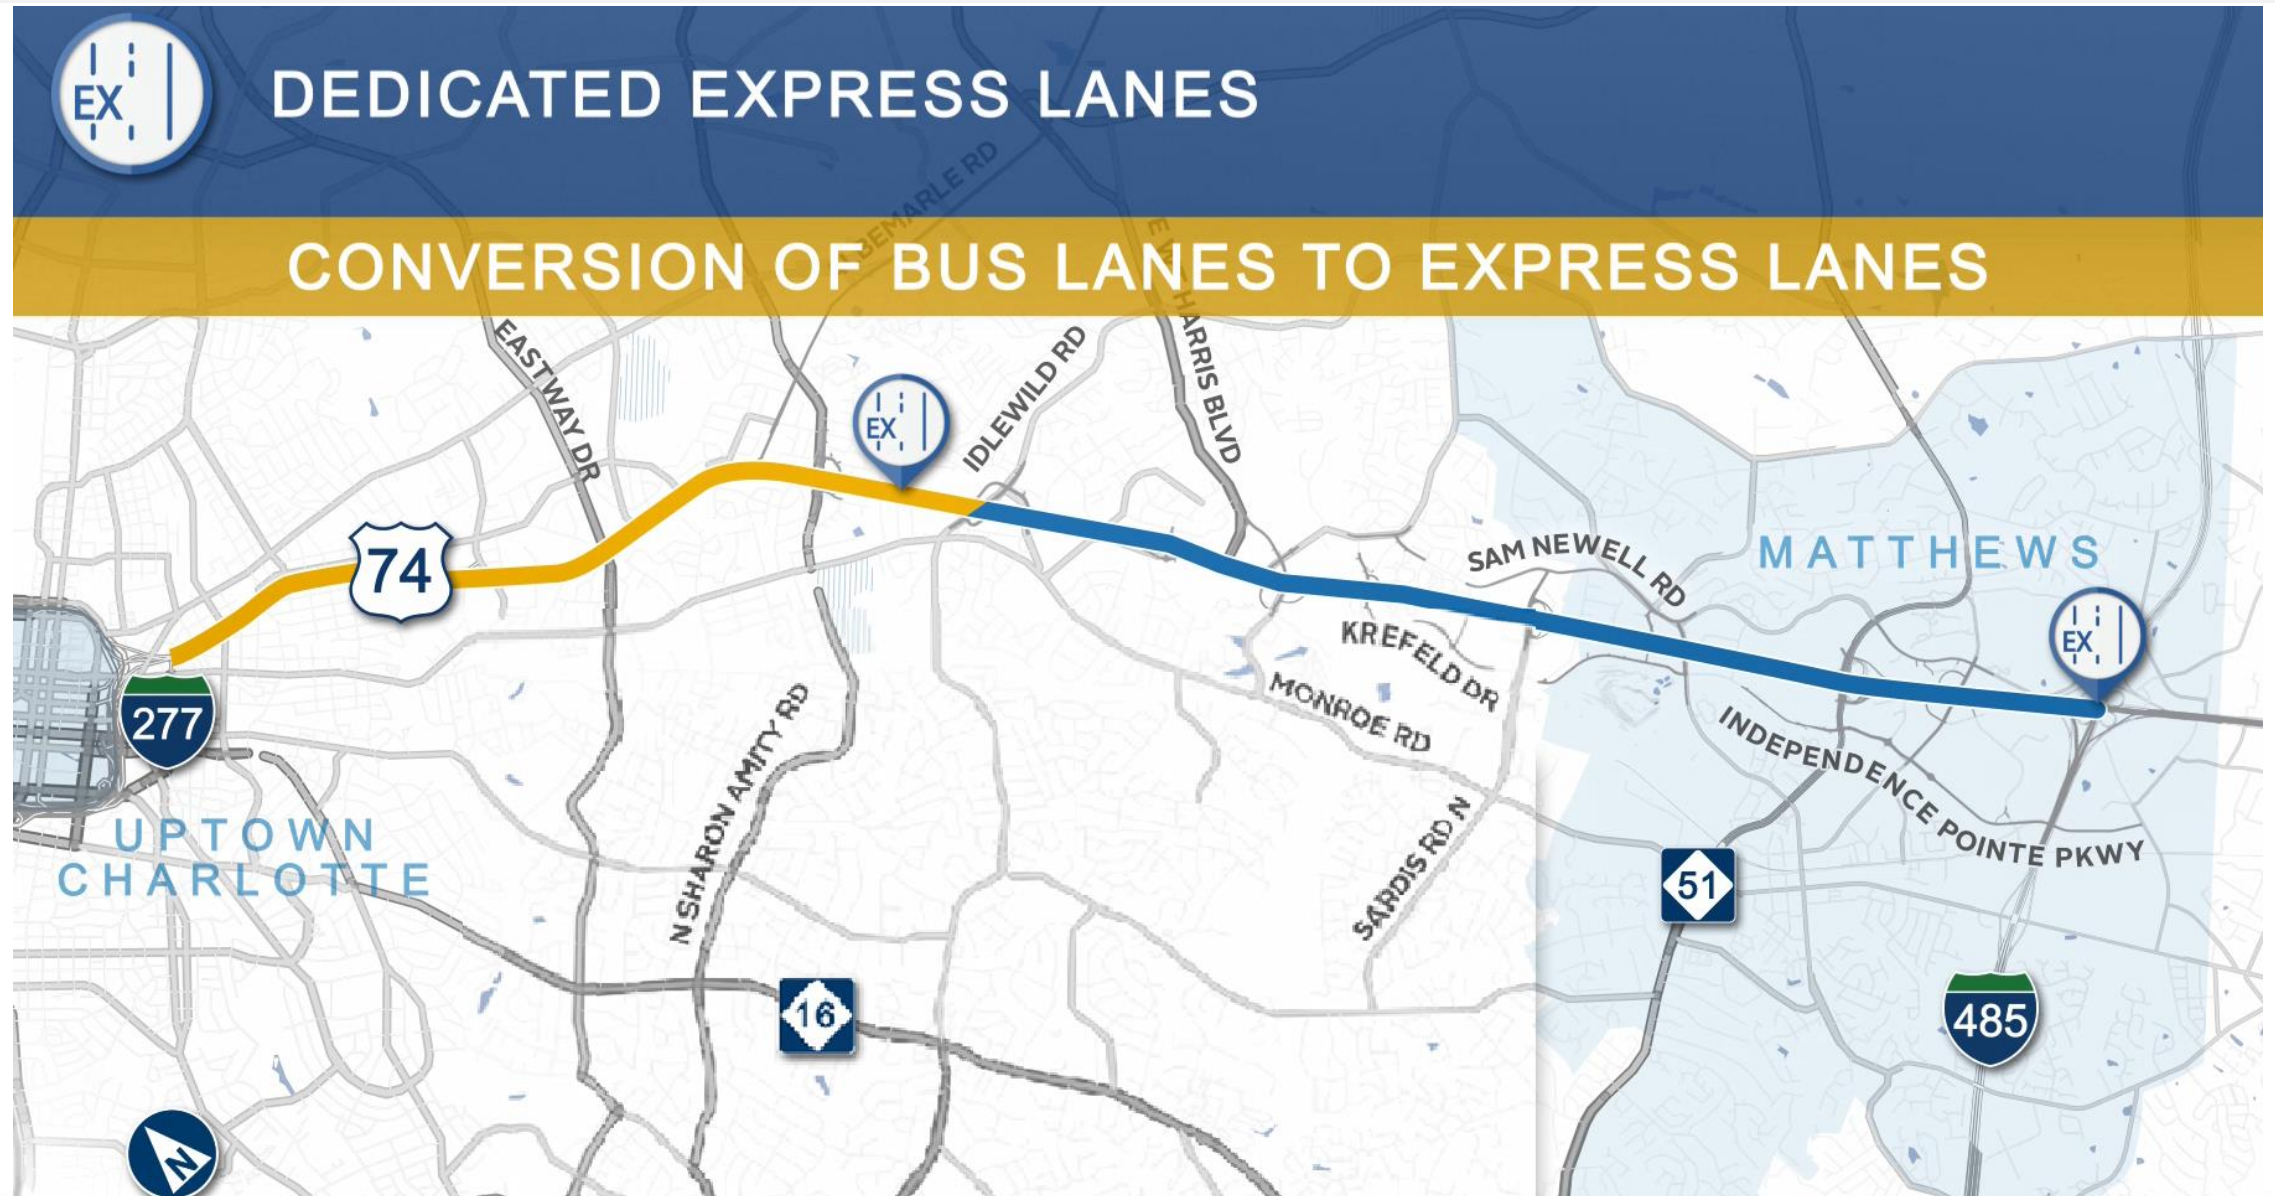 EX
DEDICATED EXPRESS LANES
CONVERSION OF BUS LANES TO EXPRESS LANES
EASTWAY DR
EX
IDLEWILD RD
HARRIS BLVD
74
SAM NEWELL RD
MATTHEWS
EX
KREFELD DR
MONROE RD
277
INDEPENDENCE POINTE PKWY
N SHARON AMITY RD
UPTOWN
CHARLOTTE
SARDIS RD N
51
16
485
N